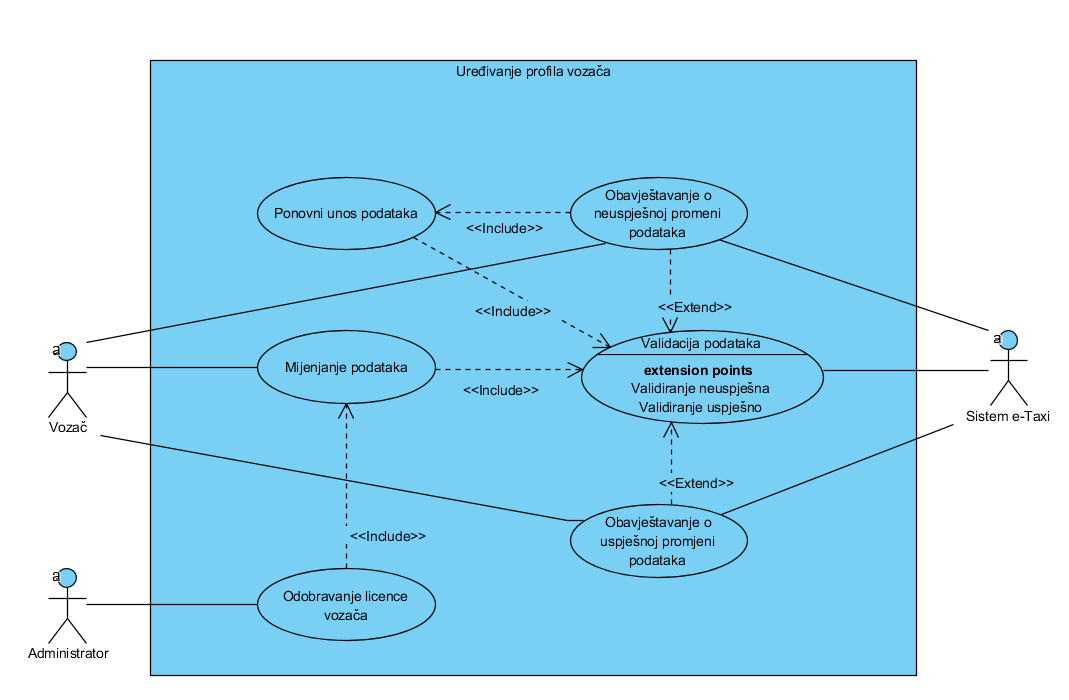 Uređivanje profila vozača
Ponovni unos podataka
Obavještavanje o
neuspješnoj promeni
podataka
<<Include>>
<<Include>>
<<Extend>>
Validacija podataka
extension points
Validiranje neuspješna
Validiranje uspješno
Mijenjanje podataka
<<Include>>
a
Vozač
a
Sistem e-Taxi
<<Extend>>
Obavještavanje o
uspješnoj promjeni
podataka
<<Include>>
Odobravanje licence
vozača
a
Administrator